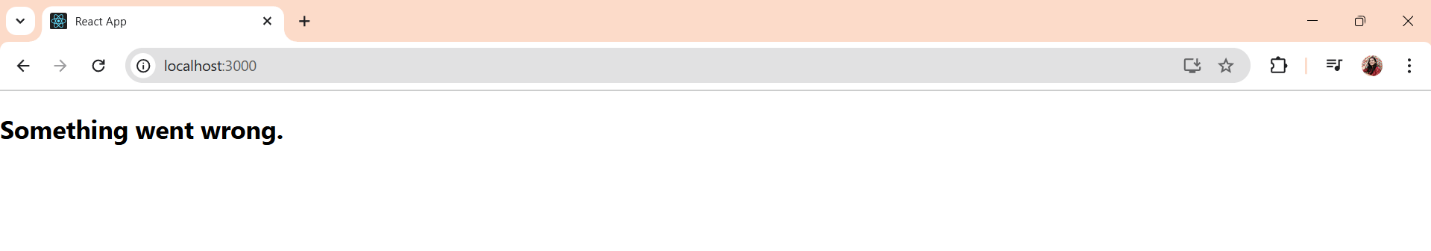 React App
localhost:3000
Something went wrong.